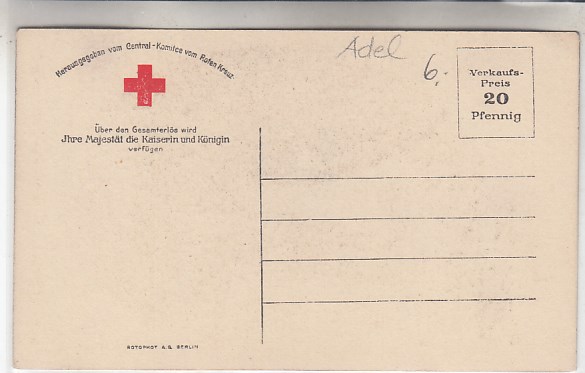 Herausgegeben vom Central-Komitee vom Roten Kreuz.
Adel
6.-
Verkaufs-
Preis
20
Pfennig
Über den Gesamterlös wird
Jhre Majestät die Kaiserin und Königin
verfügen
ROTOPHOT A.G. BERLIN